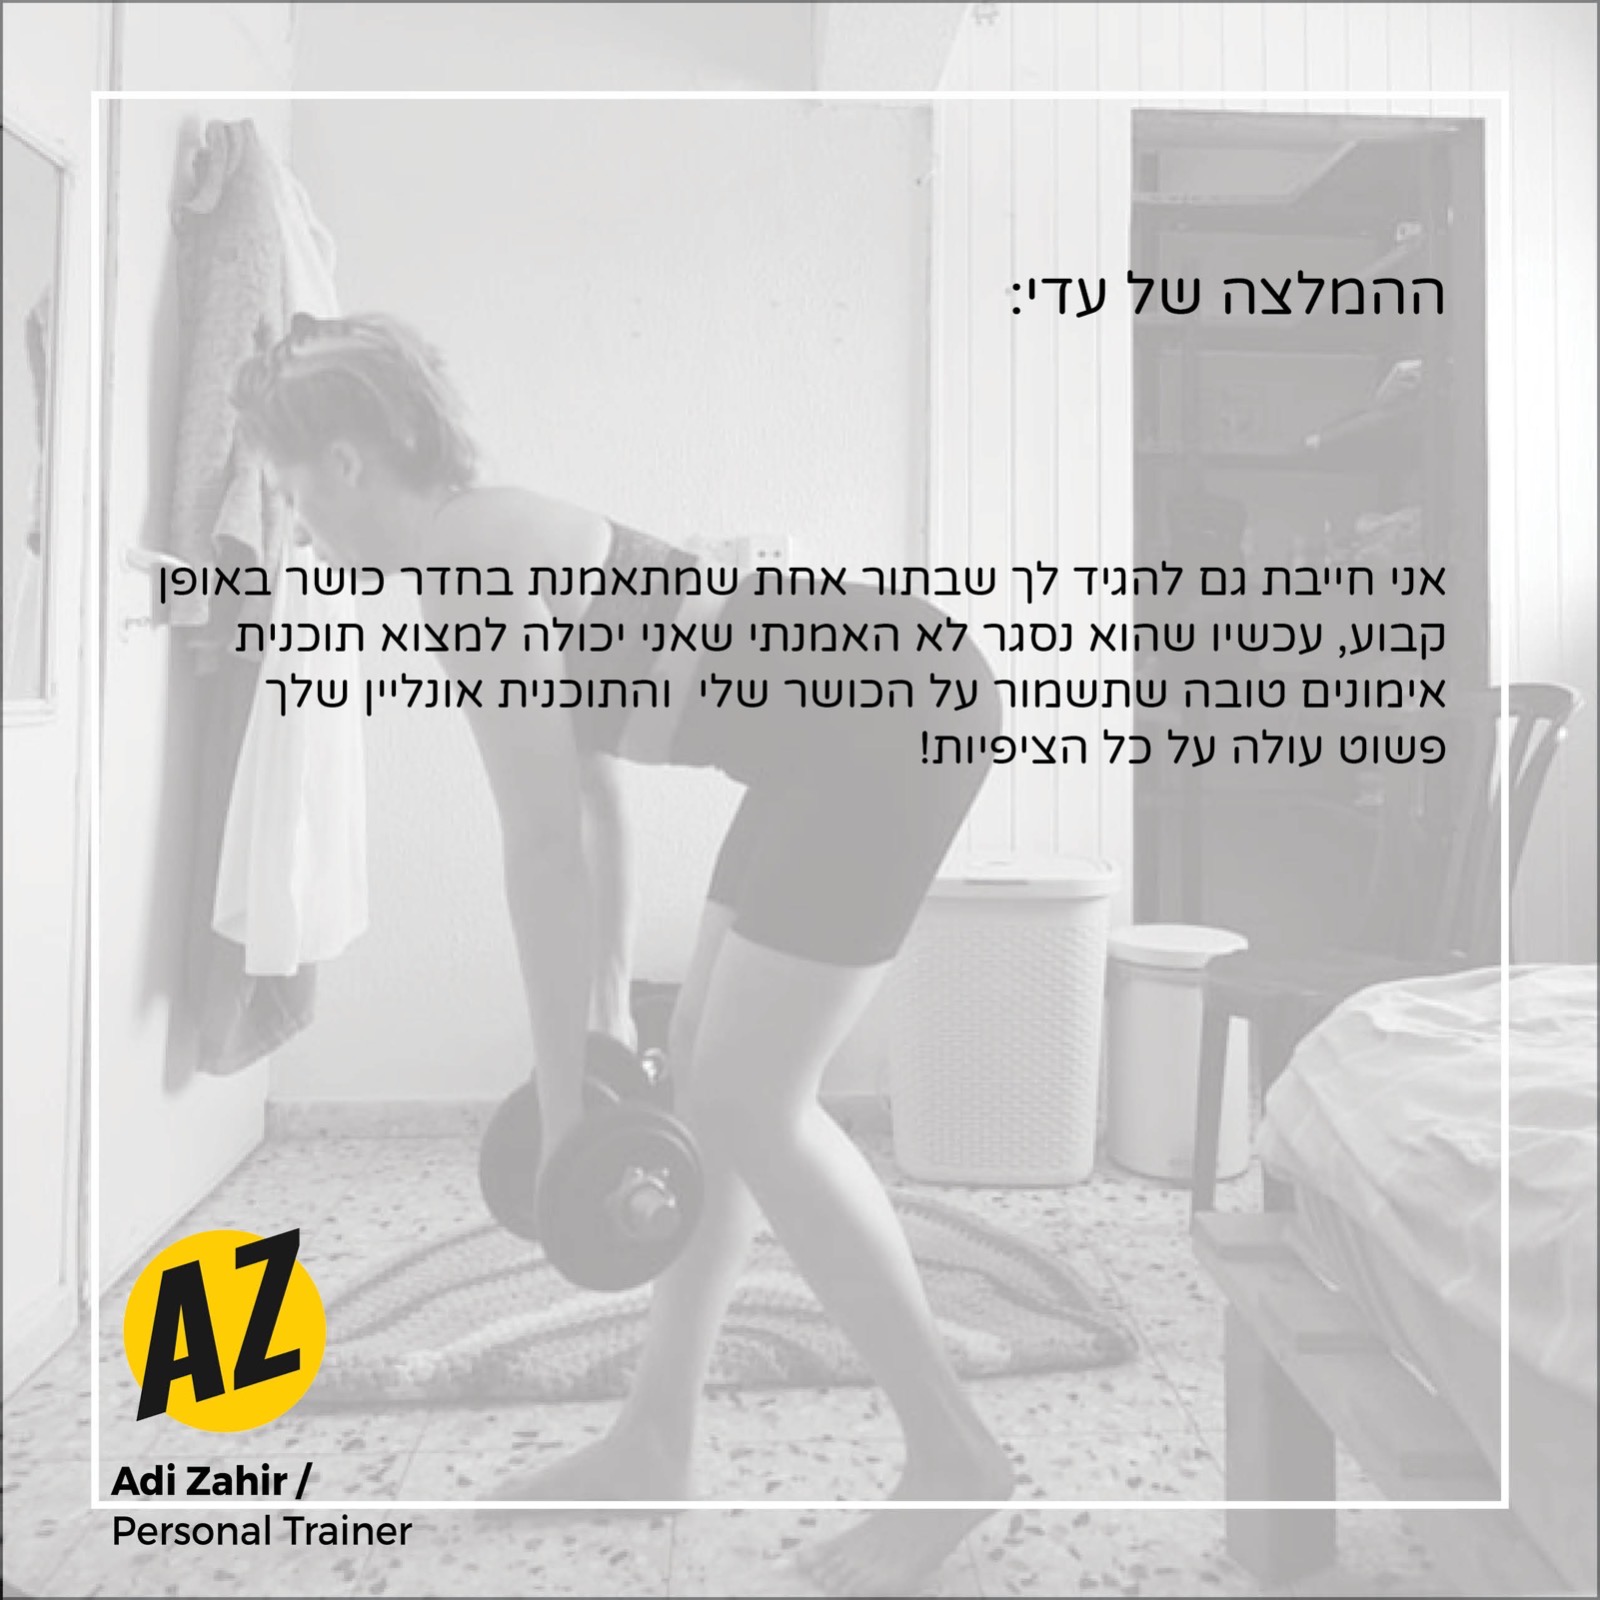 ההמלצה של עדי:
אני חייבת גם להגיד לך שבתור אחת שמתאמנת בחדר כושר באופן
קבוע, עכשיו שהוא נסגר לא האמנתי שאני יכולה למצוא תוכנית
אימונים טובה שתשמור על הכושר שלי  והתוכנית אונליין שלך
פשוט עולה על כל הציפיות!
AZ
Adi Zahir /
Personal Trainer